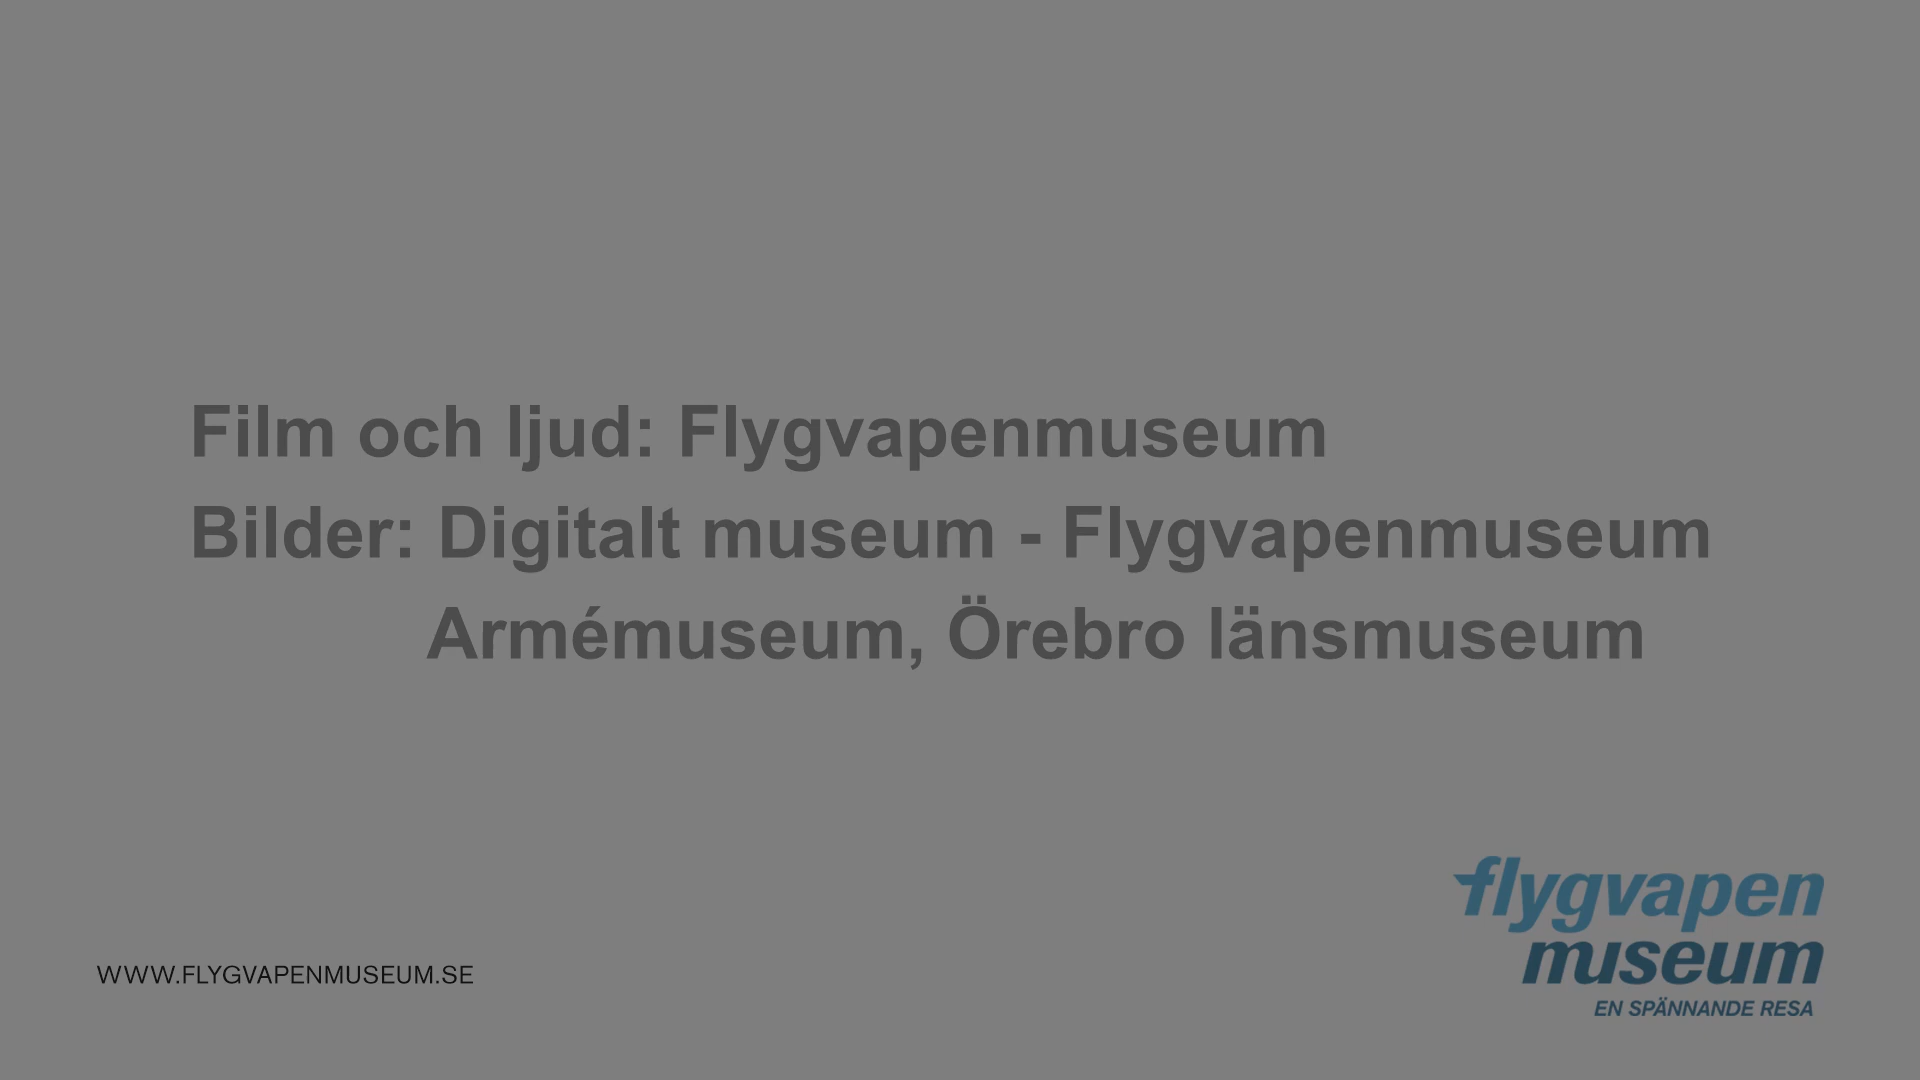 Film och ljud: Flygvapenmuseum
Bilder: Digitalt museum - Flygvapenmuseum
Armémuseum, Örebro länsmuseum
flygvapen
museum
EN SPÄNNANDE RESA
WWW.FLYGVAPENMUSEUM.SE